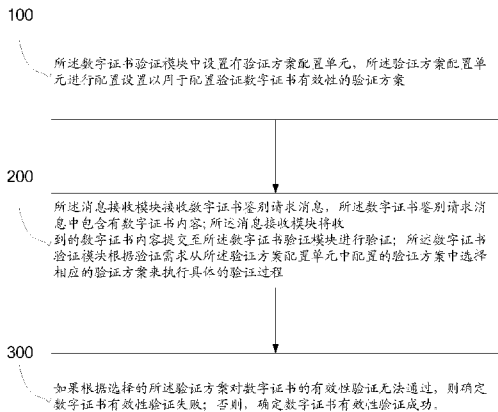 100
所述数字证书验证模块中设置有验证方案配置单元，所述验证方案配置单
元进行配置设置以用于配置验证数字证书有效性的验证方案
200
所述消息接收模块接收数字证书鉴别请求消息，所述数字证书鉴别请求消
息中包含有数字证书内容；所述消息接收模块将收
到的数字证书内容提交至所述数字证书验证模块进行验证；所述数字证书
验证模块根据验证需求从所述验证方案配置单元中配置的验证方案中选择
相应的验证方案来执行具体的验证过程
300
如果根据选择的所述验证方案对数字证书的有效性验证无法通过，则确定
数字证书有效性验证失败；否则，确定数字证书有效性验证成功。